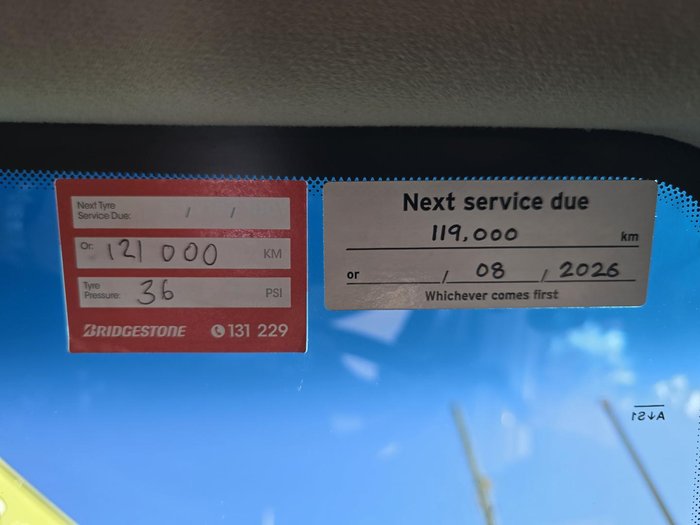 Next Tyre
Service Due: / /
Or: 121 000 KM
Tyre
Pressure: 36 PSI
BRIDGESTONE 131 229
Next service due
119,000 km
or / 08 / 2026
Whichever comes first
A↓S1